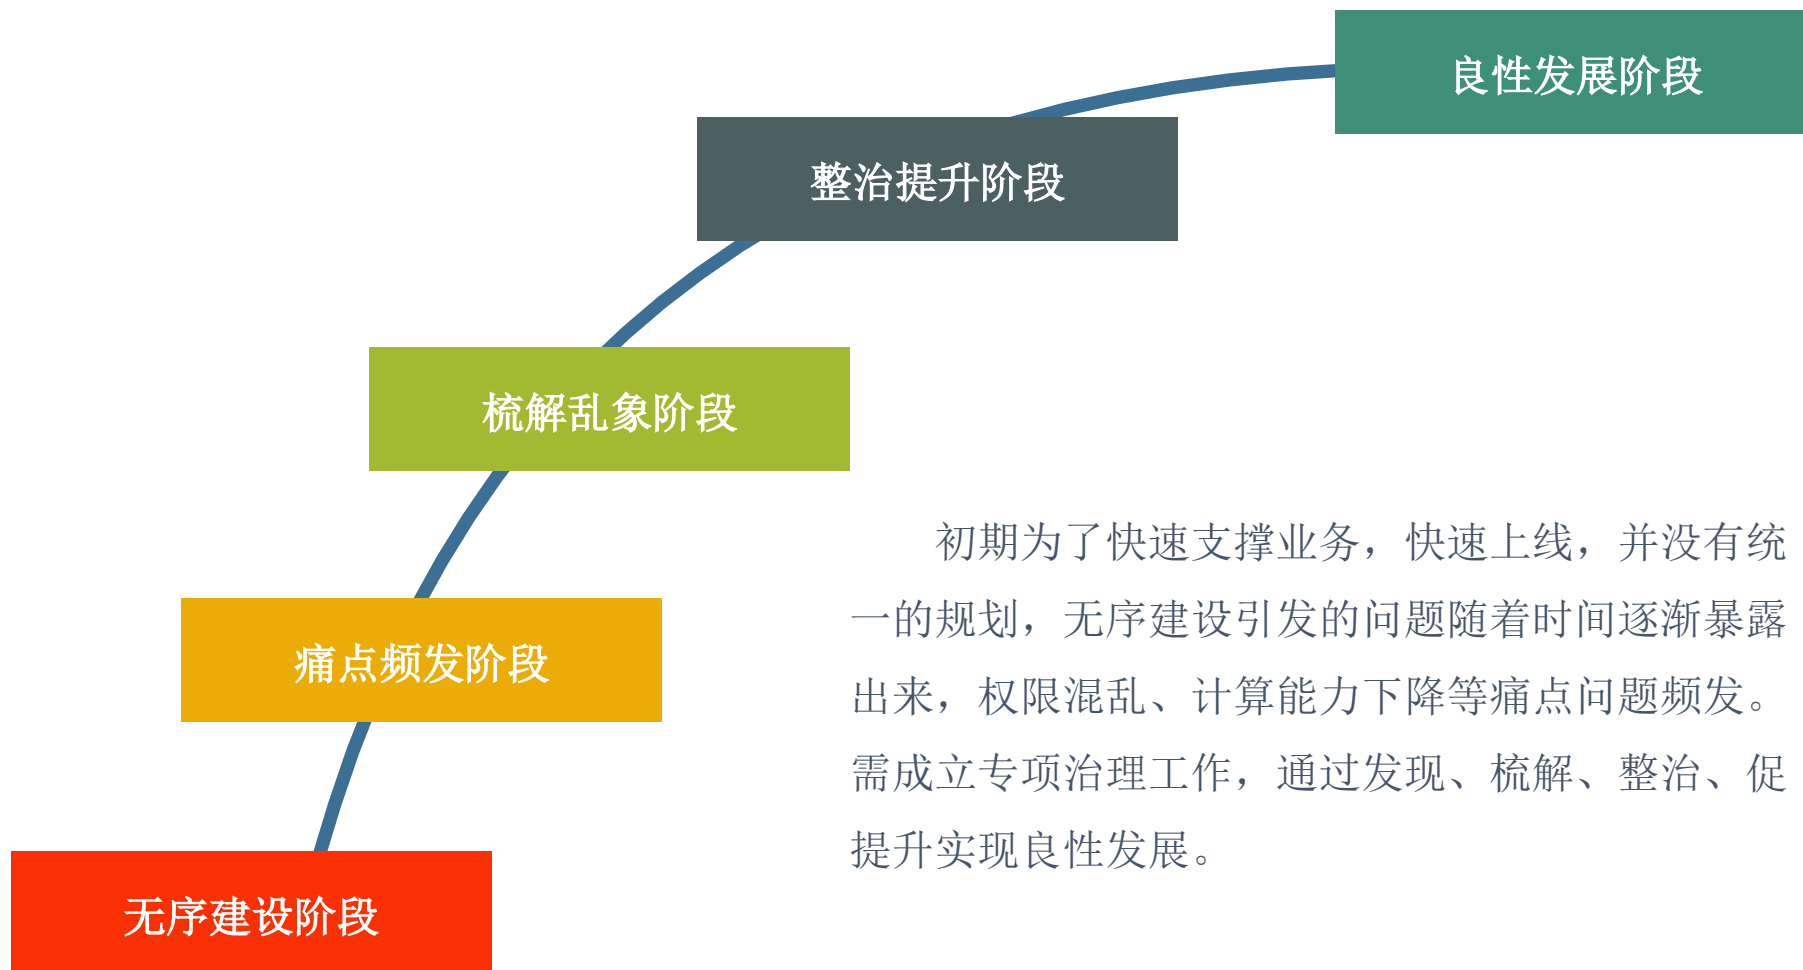 良性发展阶段
整治提升阶段
梳解乱象阶段
痛点频发阶段
无序建设阶段
初期为了快速支撑业务，快速上线，并没有统
一的规划，无序建设引发的问题随着时间逐渐暴露
出来，权限混乱、计算能力下降等痛点问题频发。
需成立专项治理工作，通过发现、梳解、整治、促
提升实现良性发展。